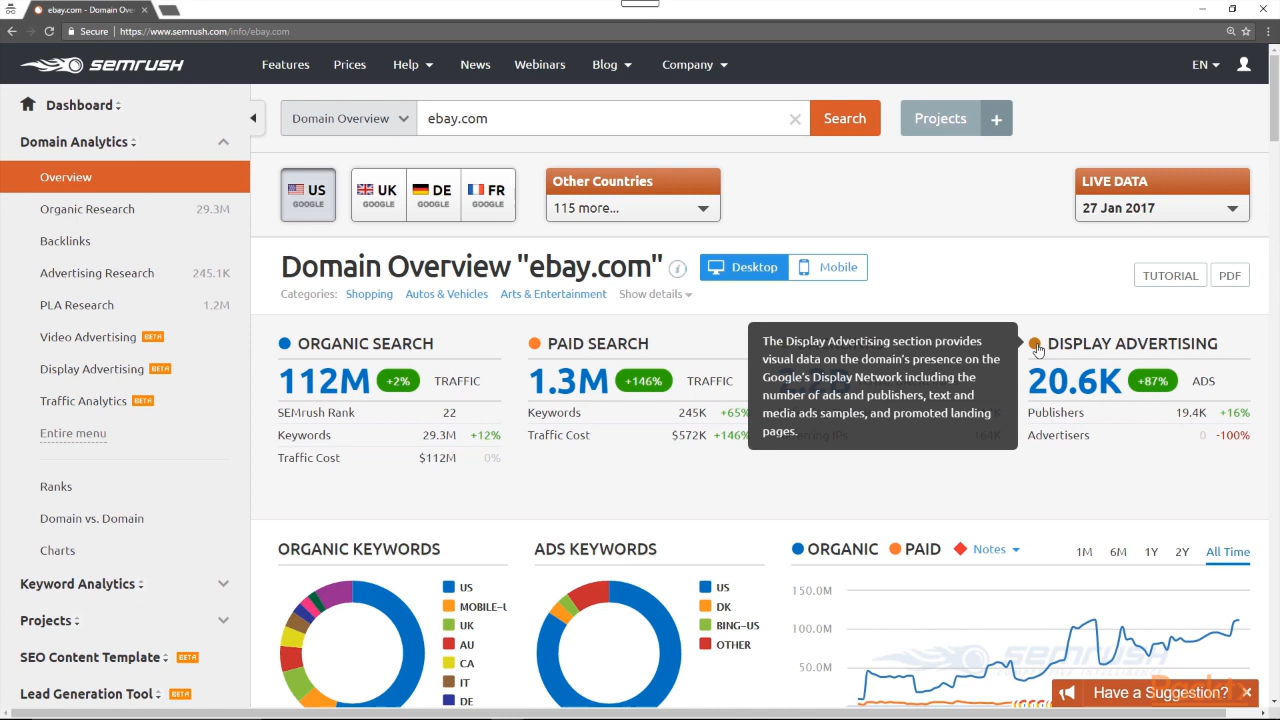 ebay.com - Domain Ove
Secure https://www.semrush.com/info/ebay.com
SEMRUSH
Features
Prices
Help
News
Webinars
Blog
Company
EN
Dashboard
Domain Analytics
Overview
Organic Research 29.3M
Backlinks
Advertising Research 245.1K
PLA Research 1.2M
Video Advertising BETA
Display Advertising BETA
Traffic Analytics BETA
Entire menu
Ranks
Domain vs. Domain
Charts
Keyword Analytics
Projects
SEO Content Template BETA
Lead Generation Tool BETA
Domain Overview
ebay.com
Search
Projects +
US
GOOGLE
UK
GOOGLE
DE
GOOGLE
FR
GOOGLE
Other Countries
115 more...
LIVE DATA
27 Jan 2017
Domain Overview "ebay.com"
Desktop
Mobile
TUTORIAL
PDF
Categories: Shopping Autos & Vehicles Arts & Entertainment Show details
ORGANIC SEARCH
112M +2% TRAFFIC
SEMrush Rank 22
Keywords 29.3M +12%
Traffic Cost $112M 0%
PAID SEARCH
1.3M +146% TRAFFIC
Keywords 245K +65%
Traffic Cost $572K +146%
The Display Advertising section provides
visual data on the domain's presence on the
Google's Display Network including the
number of ads and publishers, text and
media ads samples, and promoted landing
pages.
DISPLAY ADVERTISING
20.6K +87% ADS
Publishers 19.4K +16%
Advertisers 0 -100%
ORGANIC KEYWORDS
US
UK
AU
CA
IT
DE
ADS KEYWORDS
US
DK
BING-US
OTHER
ORGANIC
PAID
Notes
1M
6M
1Y
2Y
All Time
150.0M
100.0M
50.0M
semrush
Have a Suggestion?